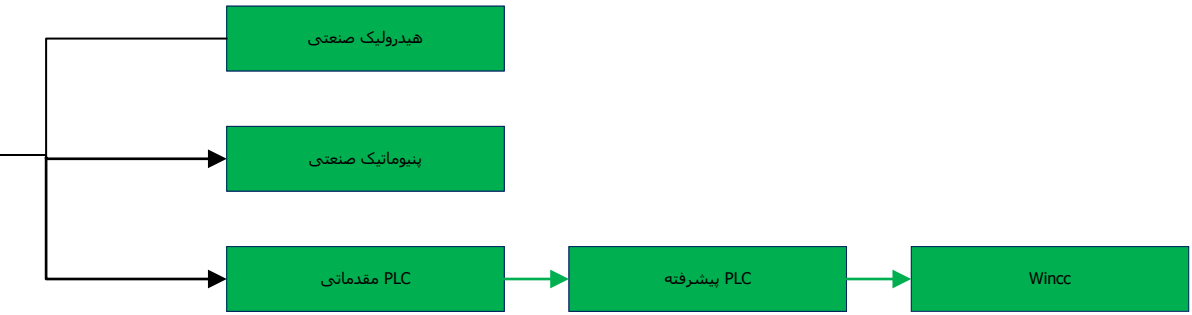 هیدرولیک صنعتی
پنیوماتیک صنعتی
PLC مقدماتی
PLC پیشرفته
Wincc